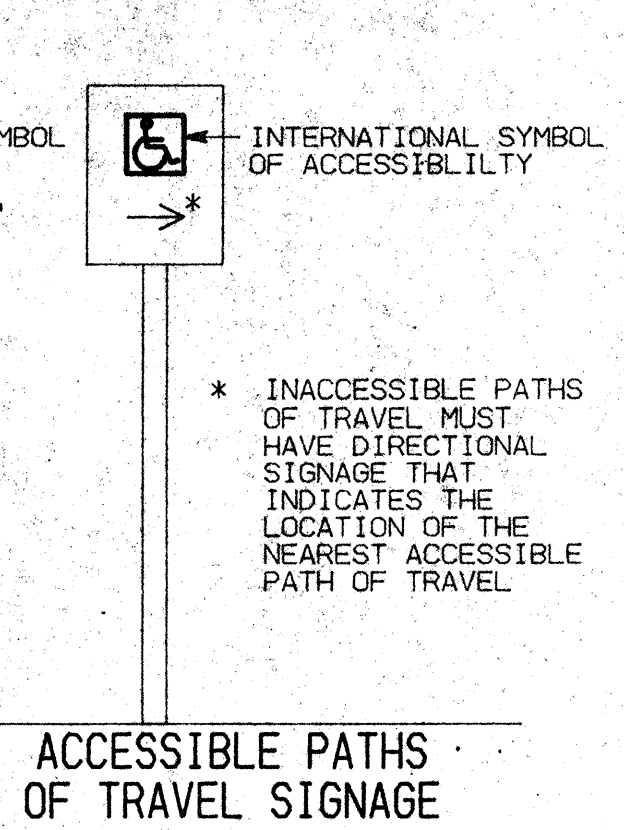 MBOL
INTERNATIONAL SYMBOL
OF ACCESSIBLILTY
*
* INACCESSIBLE PATHS
OF TRAVEL MUST
HAVE DIRECTIONAL
SIGNAGE THAT
INDICATES THE
LOCATION OF THE
NEAREST ACCESSIBLE
PATH OF TRAVEL
ACCESSIBLE PATHS
OF TRAVEL SIGNAGE